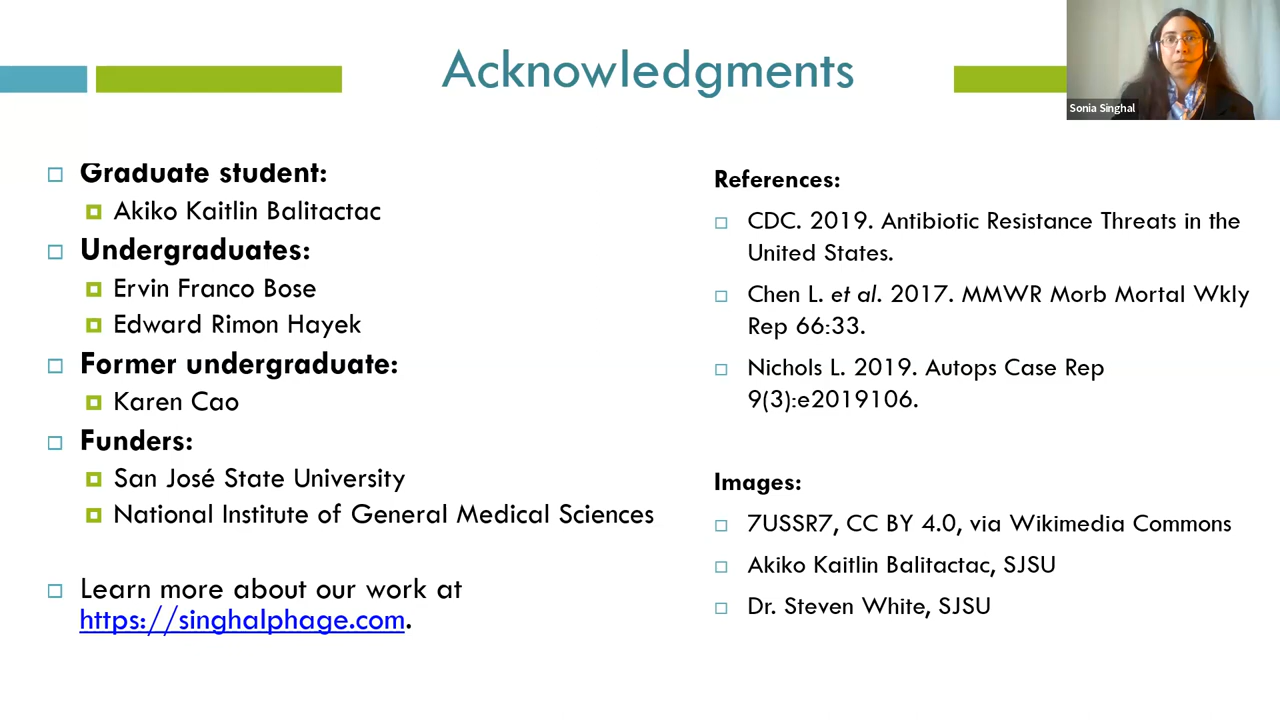 Acknowledgments
Sonia Singhal
Graduate student:
Akiko Kaitlin Balitactac
Undergraduates:
Ervin Franco Bose
Edward Rimon Hayek
Former undergraduate:
Karen Cao
Funders:
San José State University
National Institute of General Medical Sciences
Learn more about our work at
https://singhalphage.com.
References:
CDC. 2019. Antibiotic Resistance Threats in the
United States.
Chen L. et al. 2017. MMWR Morb Mortal Wkly
Rep 66:33.
Nichols L. 2019. Autops Case Rep
9(3):e2019106.
Images:
7USSR7, CC BY 4.0, via Wikimedia Commons
Akiko Kaitlin Balitactac, SJSU
Dr. Steven White, SJSU